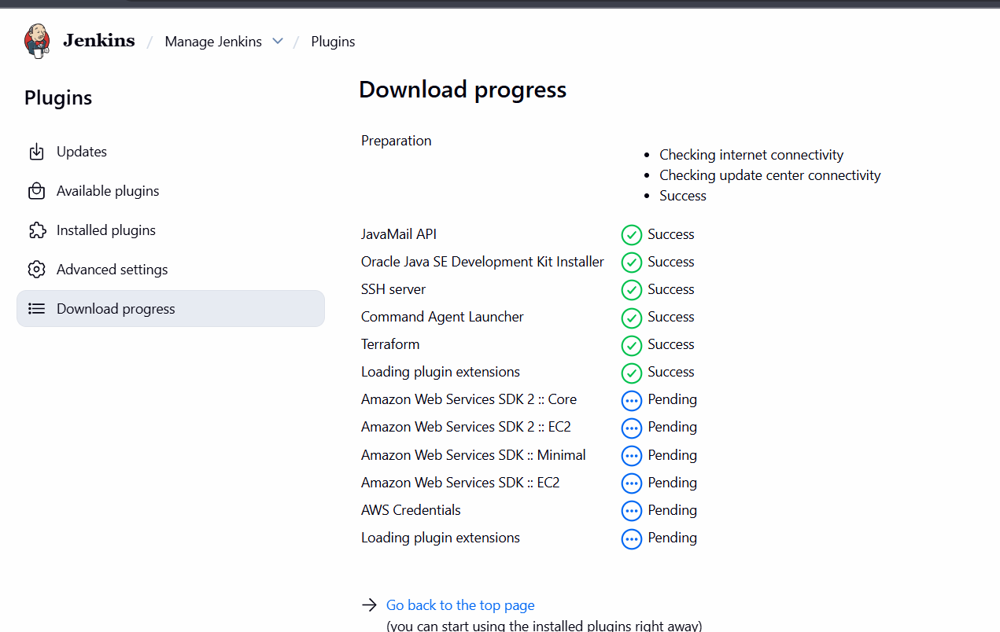 Jenkins / Manage Jenkins / Plugins
Plugins
Updates
Available plugins
Installed plugins
Advanced settings
Download progress
Download progress
Preparation
Checking internet connectivity
Checking update center connectivity
Success
JavaMail API Success
Oracle Java SE Development Kit Installer Success
SSH server Success
Command Agent Launcher Success
Terraform Success
Loading plugin extensions Success
Amazon Web Services SDK 2 :: Core Pending
Amazon Web Services SDK 2 :: EC2 Pending
Amazon Web Services SDK :: Minimal Pending
Amazon Web Services SDK :: EC2 Pending
AWS Credentials Pending
Loading plugin extensions Pending
Go back to the top page
(you can start using the installed plugins right away)